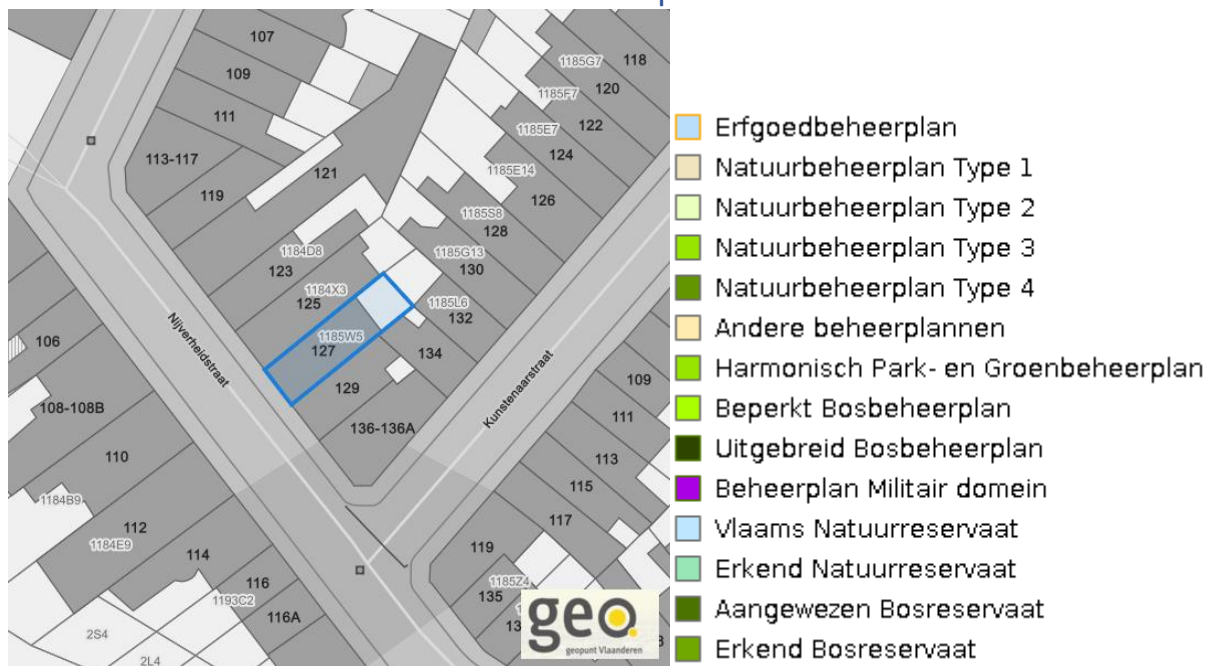 107
118
1185G7
109
120
1185F7
111
122
1185E7
113-117
124
121
1185E14
119
126
1185S8
128
1184D8
1185G13
123
130
1184X3
125
1185L6
132
Nijverheidstraat
1185W5
106
127
134
129
Kunstenaarstraat
109
108-108B
111
136-136A
110
113
115
1184B9
112
117
1184E9
114
119
116
1185Z4
1193C2
135
116A
2S4
2L4
geo
geopunt Vlaanderen
Erfgoedbeheerplan
Natuurbeheerplan Type 1
Natuurbeheerplan Type 2
Natuurbeheerplan Type 3
Natuurbeheerplan Type 4
Andere beheerplannen
Harmonisch Park- en Groenbeheerplan
Beperkt Bosbeheerplan
Uitgebreid Bosbeheerplan
Beheerplan Militair domein
Vlaams Natuurreservaat
Erkend Natuurreservaat
Aangewezen Bosreservaat
Erkend Bosreservaat